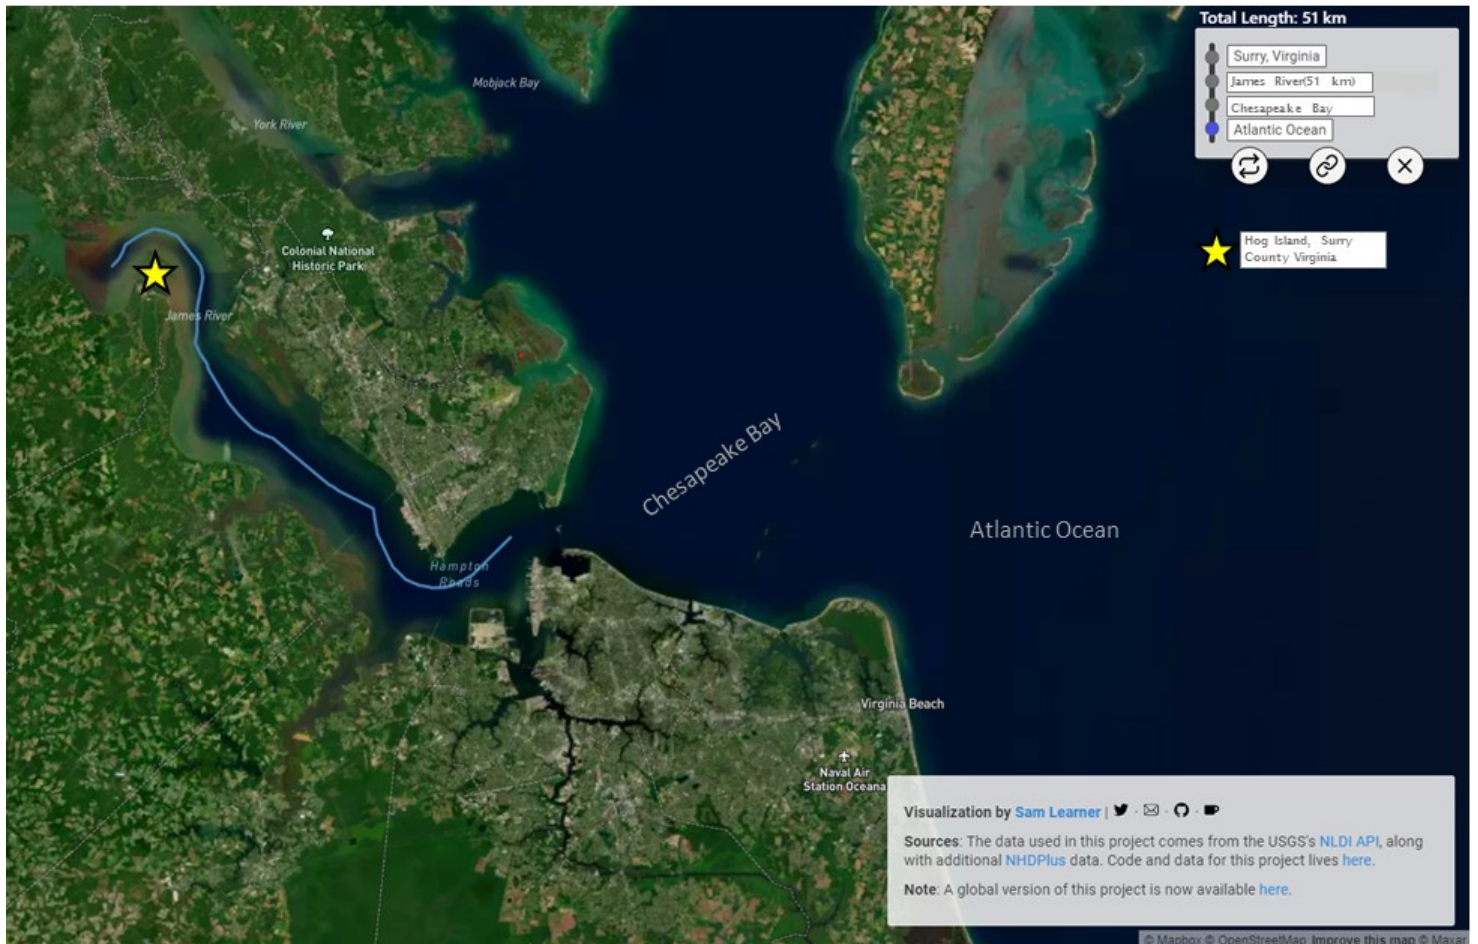 Total Length: 51 km
Surry, Virginia
James River(51 km)
Chesapeake Bay
Atlantic Ocean
Hog Island, Surry
County Virginia
Mobjack Bay
York River
Colonial National
Historic Park
James River
Chesapeake Bay
Atlantic Ocean
Hampton
Roads
Virginia Beach
Naval Air
Station Oceana
Visualization by Sam Learner |
Sources: The data used in this project comes from the USGS's NLDI API, along
with additional NHDPlus data. Code and data for this project lives here.
Note: A global version of this project is now available here.
© Mapbox © OpenStreetMap Improve this map © Maxar